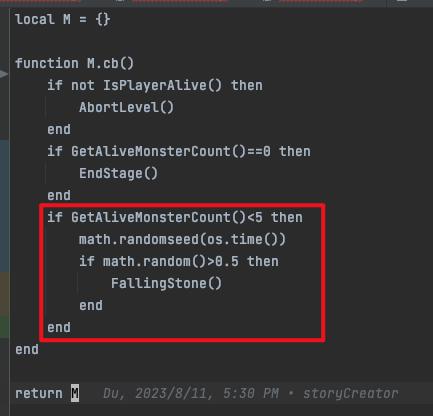 local M = {}
function M.cb()
    if not IsPlayerAlive() then
        AbortLevel()
    end
    if GetAliveMonsterCount()==0 then
        EndStage()
    end
    if GetAliveMonsterCount()<5 then
        math.randomseed(os.time())
        if math.random()>0.5 then
            FallingStone()
        end
    end
end
return M   Du, 2023/8/11, 5:30 PM • storyCreator